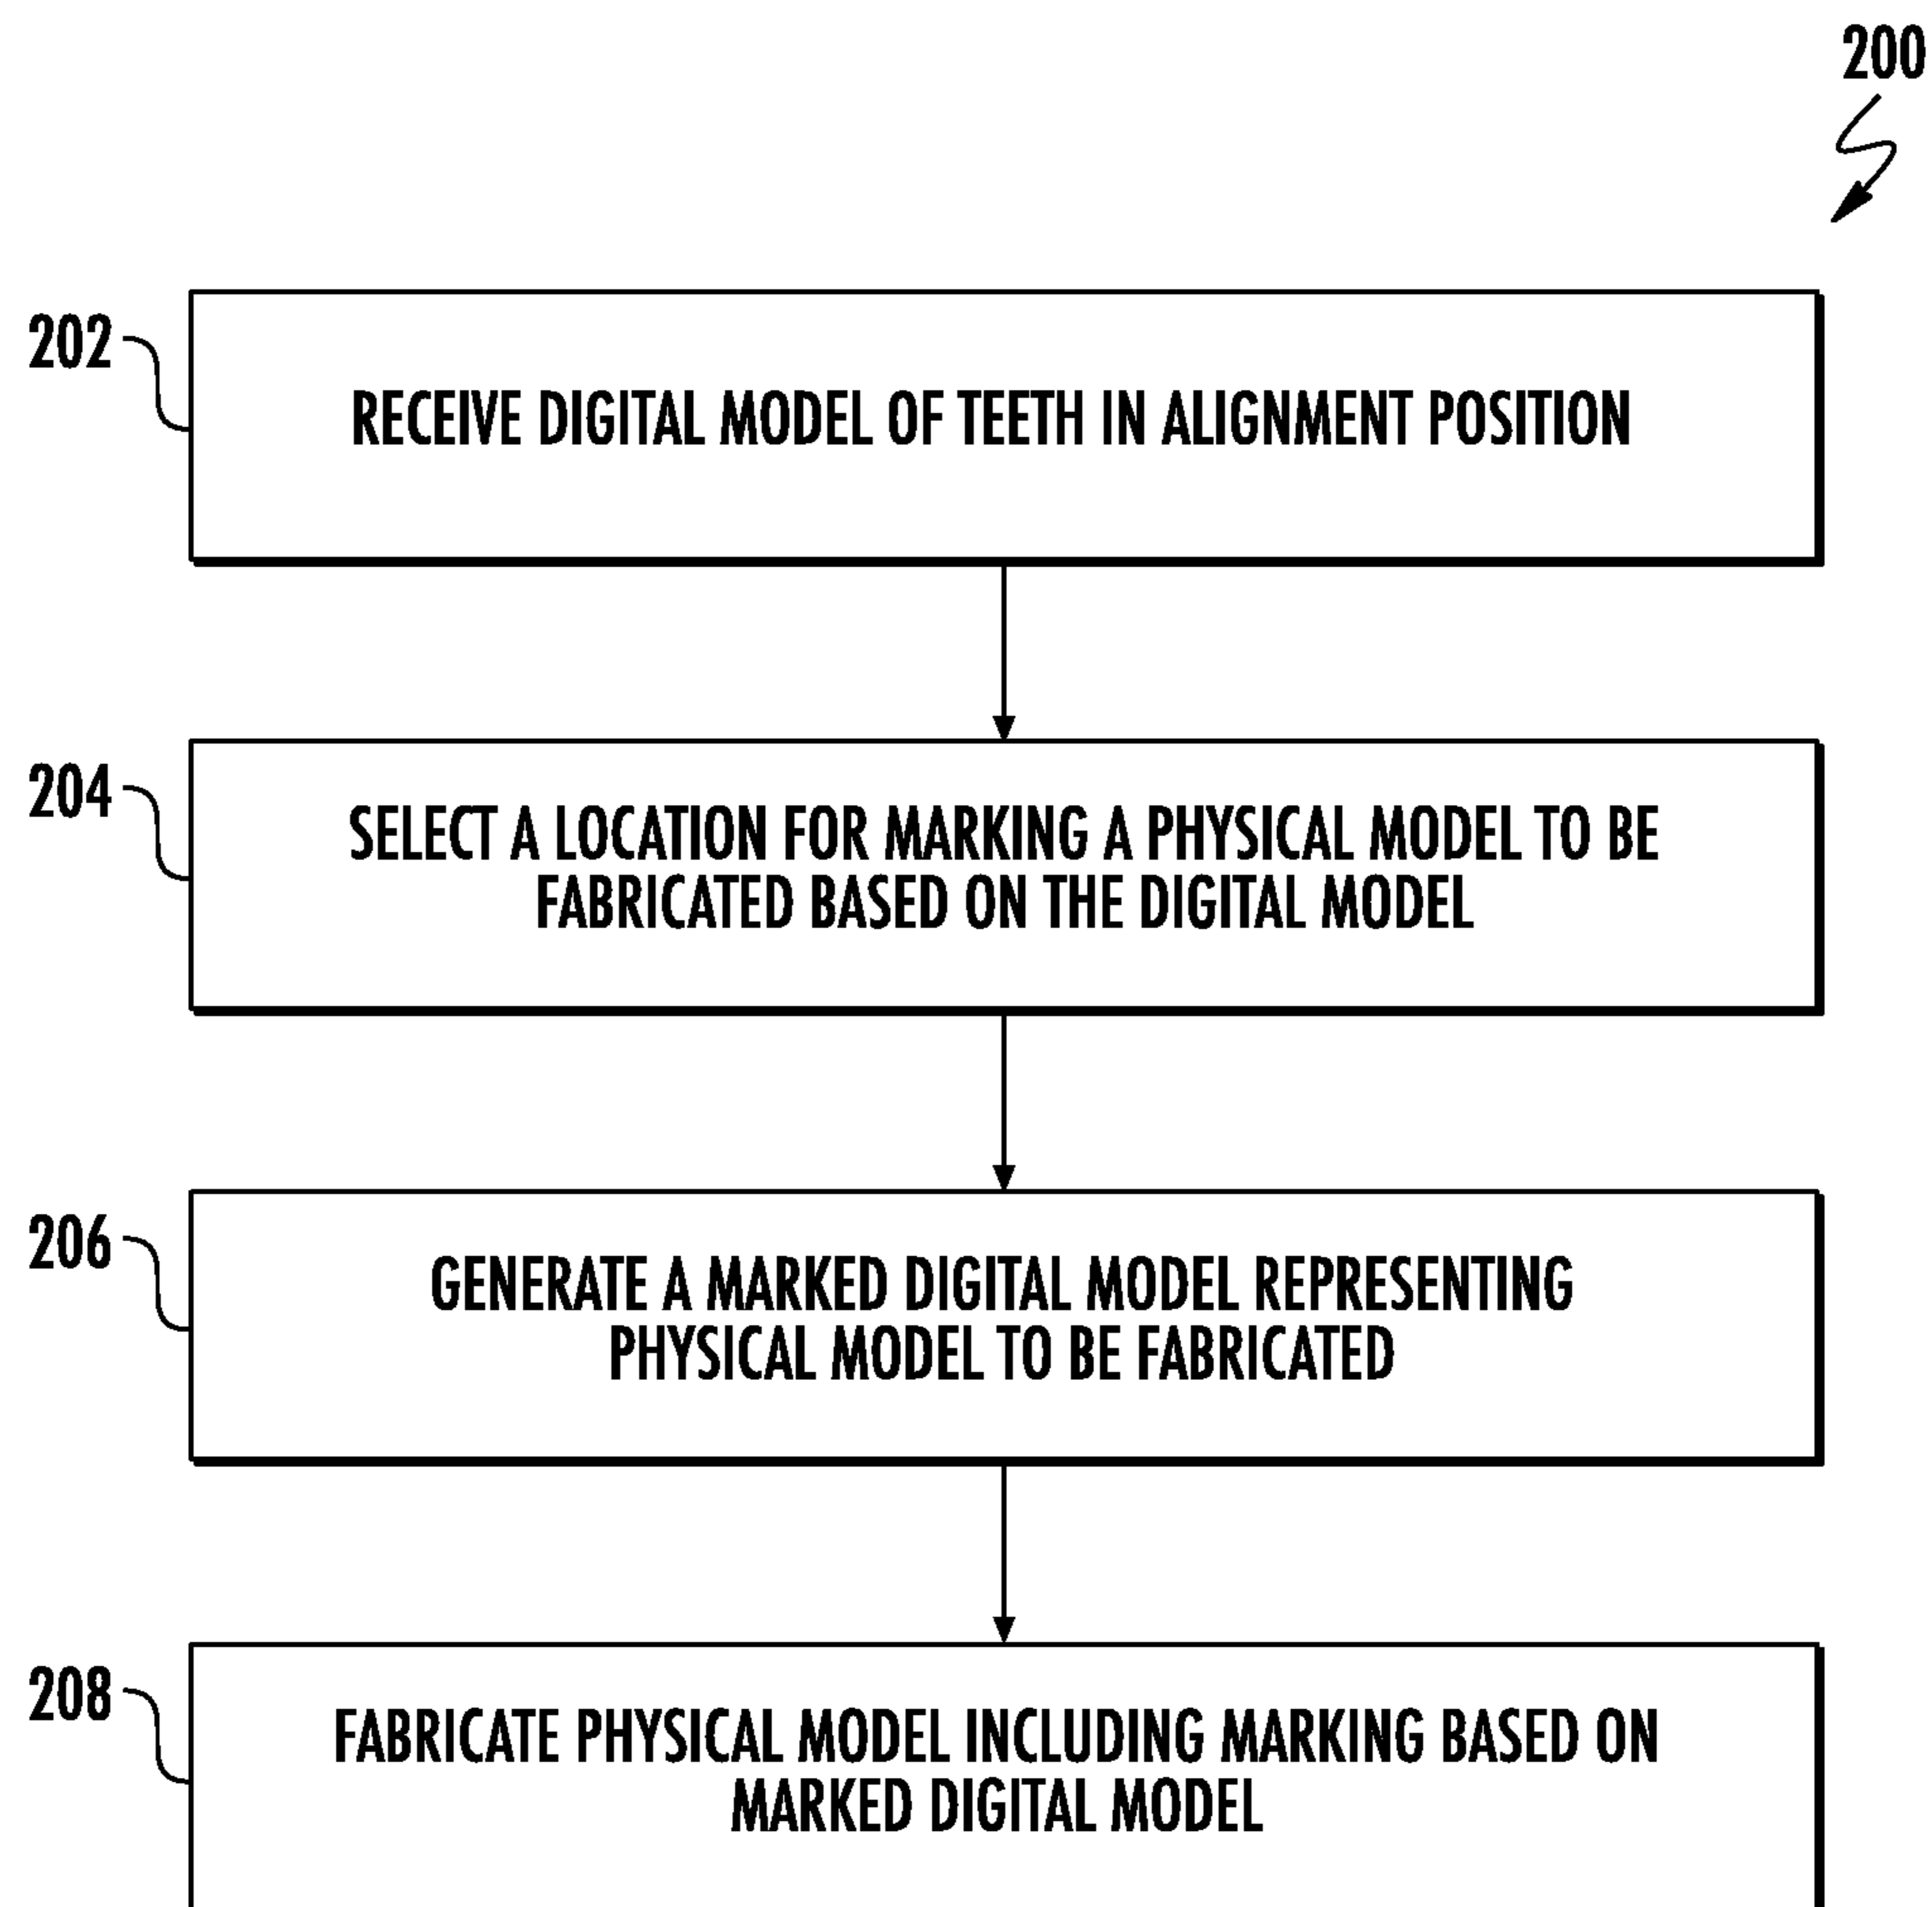 200
202
RECEIVE DIGITAL MODEL OF TEETH IN ALIGNMENT POSITION
204
SELECT A LOCATION FOR MARKING A PHYSICAL MODEL TO BE
FABRICATED BASED ON THE DIGITAL MODEL
206
GENERATE A MARKED DIGITAL MODEL REPRESENTING
PHYSICAL MODEL TO BE FABRICATED
208
FABRICATE PHYSICAL MODEL INCLUDING MARKING BASED ON
MARKED DIGITAL MODEL